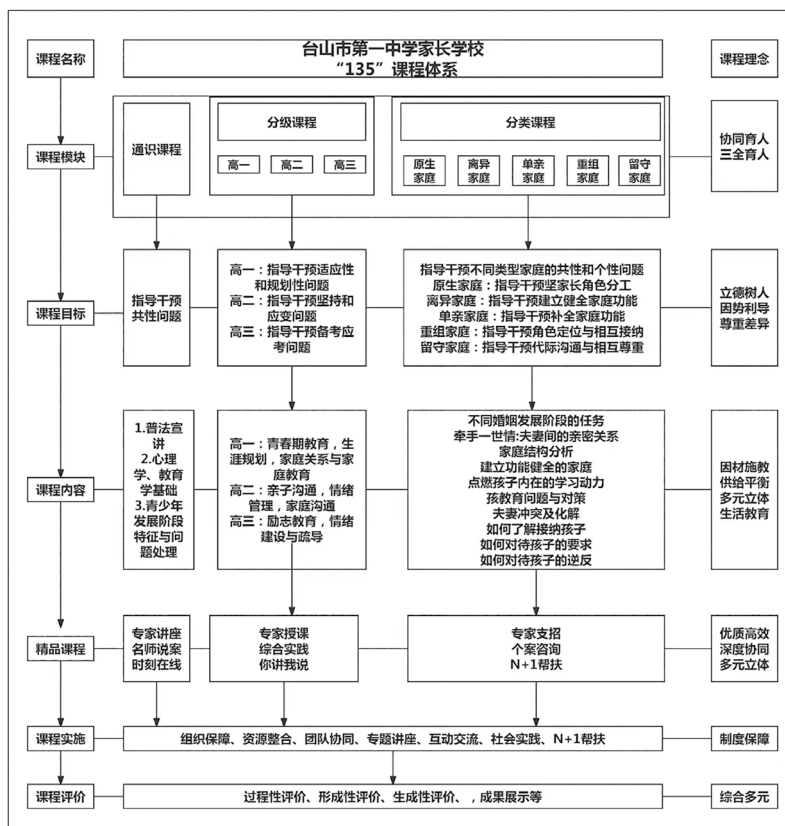 课程名称
台山市第一中学家长学校
“135”课程体系
课程理念
课程模块
通识课程
分级课程
高一
高二
高三
分类课程
原生
家庭
离异
家庭
单亲
家庭
重组
家庭
留守
家庭
协同育人
三全育人
课程目标
指导干预
共性问题
高一：指导干预适应性
和规划性问题
高二：指导干预坚持和
应变问题
高三：指导干预备考应
考问题
指导干预不同类型家庭的共性和个性问题
原生家庭：指导干预坚家长角色分工
离异家庭：指导干预建立健全家庭功能
单亲家庭：指导干预补全家庭功能
重组家庭：指导干预角色定位与相互接纳
留守家庭：指导干预代际沟通与相互尊重
立德树人
因势利导
尊重差异
课程内容
1.普法宣
讲
2.心理
学、教育
学基础
3.青少年
发展阶段
特征与问
题处理
高一：青春期教育，生
涯规划，家庭关系与家
庭教育
高二：亲子沟通，情绪
管理，家庭沟通
高三：励志教育，情绪
建设与疏导
不同婚姻发展阶段的任务
牵手一世情:夫妻间的亲密关系
家庭结构分析
建立功能健全的家庭
点燃孩子内在的学习动力
孩教育问题与对策
夫妻冲突及化解
如何了解接纳孩子
如何对待孩子的要求
如何对待孩子的逆反
因材施教
供给平衡
多元立体
生活教育
精品课程
专家讲座
名师说案
时刻在线
专家授课
综合实践
你讲我说
专家支招
个案咨询
N+1帮扶
优质高效
深度协同
多元立体
课程实施
组织保障、资源整合、团队协同、专题讲座、互动交流、社会实践、N+1帮扶
制度保障
课程评价
过程性评价、形成性评价、生成性评价、，成果展示等
综合多元